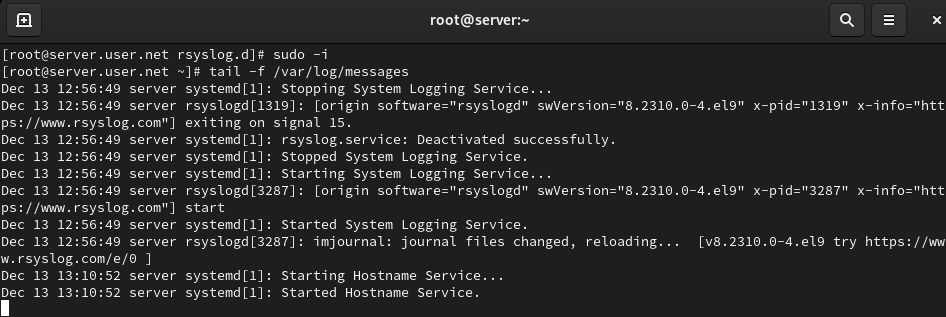 root@server:~
[root@server.user.net rsyslog.d]# sudo -i
[root@server.user.net ~]# tail -f /var/log/messages
Dec 13 12:56:49 server systemd[1]: Stopping System Logging Service...
Dec 13 12:56:49 server rsyslogd[1319]: [origin software="rsyslogd" swVersion="8.2310.0-4.el9" x-pid="1319" x-info="htt
ps://www.rsyslog.com"] exiting on signal 15.
Dec 13 12:56:49 server systemd[1]: rsyslog.service: Deactivated successfully.
Dec 13 12:56:49 server systemd[1]: Stopped System Logging Service.
Dec 13 12:56:49 server systemd[1]: Starting System Logging Service...
Dec 13 12:56:49 server rsyslogd[3287]: [origin software="rsyslogd" swVersion="8.2310.0-4.el9" x-pid="3287" x-info="htt
ps://www.rsyslog.com"] start
Dec 13 12:56:49 server systemd[1]: Started System Logging Service.
Dec 13 12:56:49 server rsyslogd[3287]: imjournal: journal files changed, reloading...  [v8.2310.0-4.el9 try https://ww
w.rsyslog.com/e/0 ]
Dec 13 13:10:52 server systemd[1]: Starting Hostname Service...
Dec 13 13:10:52 server systemd[1]: Started Hostname Service.